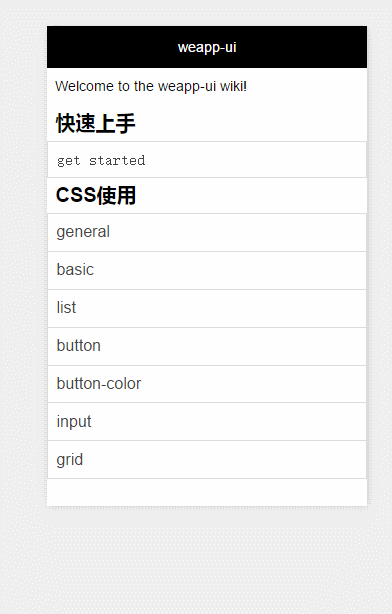 weapp-ui
Welcome to the weapp-ui wiki!
快速上手
get started
CSS使用
general
basic
list
button
button-color
input
grid